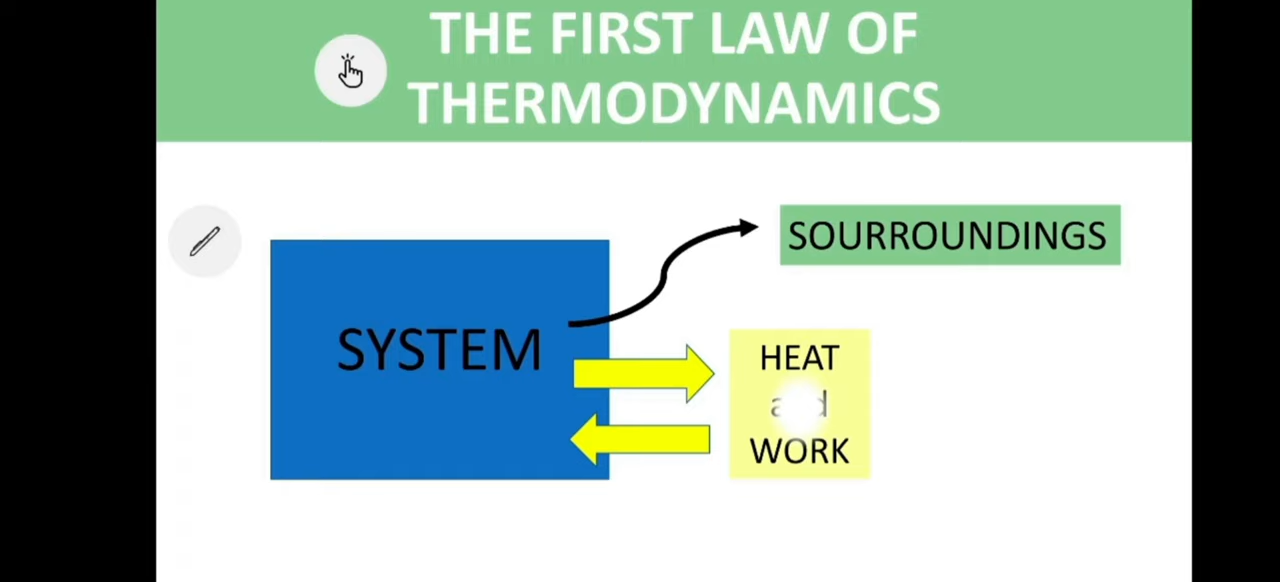 THE FIRST LAW OF
THERMODYNAMICS
SOURROUNDINGS
SYSTEM
HEAT
WORK